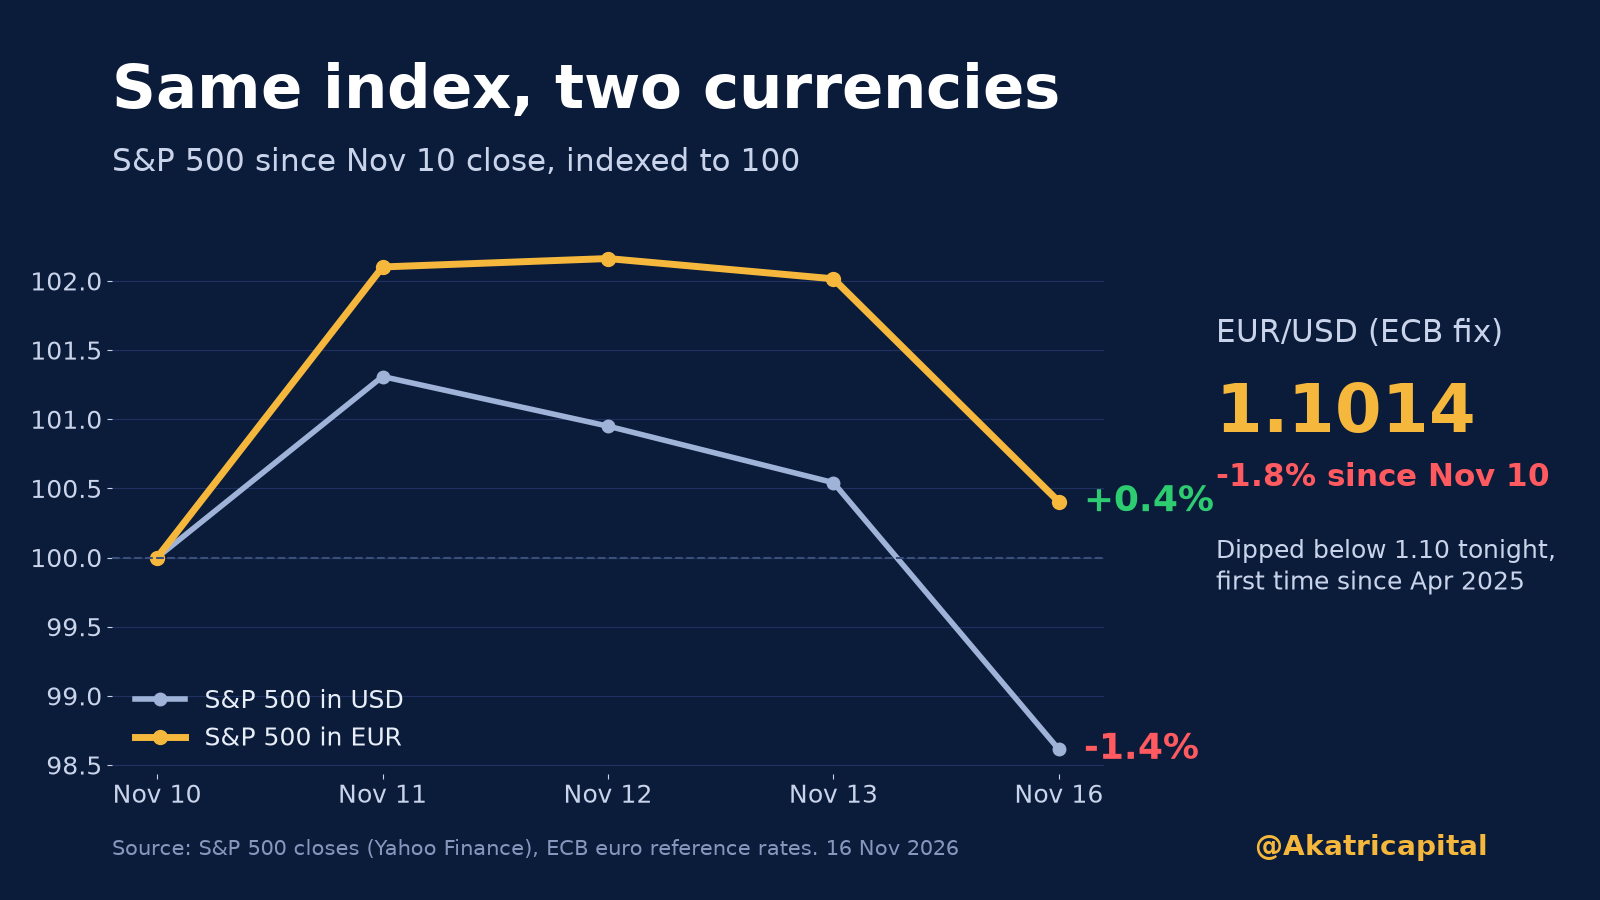 Same index, two currencies
S&P 500 since Nov 10 close, indexed to 100
102.0
101.5
101.0
100.5
100.0
99.5
99.0
98.5
Nov 10
Nov 11
Nov 12
Nov 13
Nov 16
S&P 500 in USD
S&P 500 in EUR
+0.4%
-1.4%
EUR/USD (ECB fix)
1.1014
-1.8% since Nov 10
Dipped below 1.10 tonight,
first time since Apr 2025
Source: S&P 500 closes (Yahoo Finance), ECB euro reference rates. 16 Nov 2026
@Akatricapital